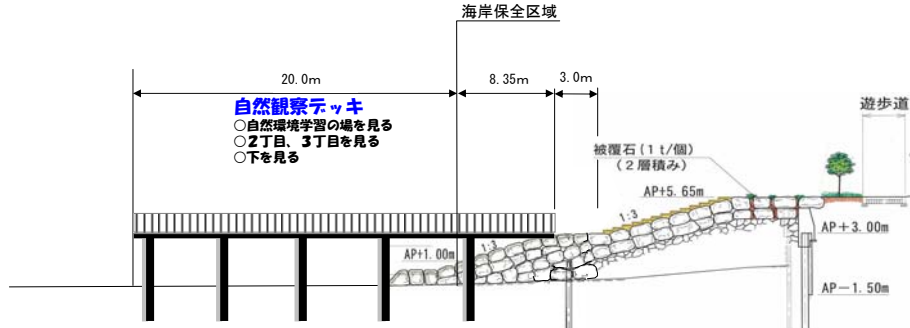 海岸保全区域
20.0m
8.35m
3.0m
自然観察デッキ
○自然環境学習の場を見る
○2丁目、3丁目を見る
○下を見る
遊歩道
被覆石(1t/個)
(2層積み)
AP+5.65m
1:3
AP+3.00m
1:3
AP+1.00m
AP-1.50m